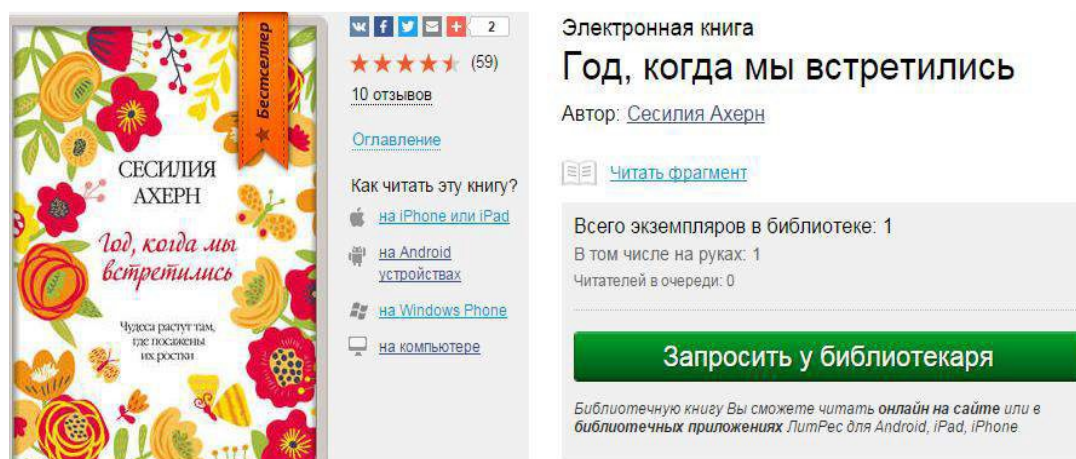 Бестселлер
СЕСИЛИЯ
АХЕРН
Год, когда мы
встретились
Чудеса растут там,
где посажены
их ростки
2
(59)
10 отзывов
Оглавление
Как читать эту книгу?
на iPhone или iPad
на Android
устройствах
на Windows Phone
на компьютере
Электронная книга
Год, когда мы встретились
Автор: Сесилия Ахерн
Читать фрагмент
Всего экземпляров в библиотеке: 1
В том числе на руках: 1
Читателей в очереди: 0
Запросить у библиотекаря
Библиотечную книгу Вы сможете читать онлайн на сайте или в
библиотечных приложениях ЛитРес для Android, iPad, iPhone